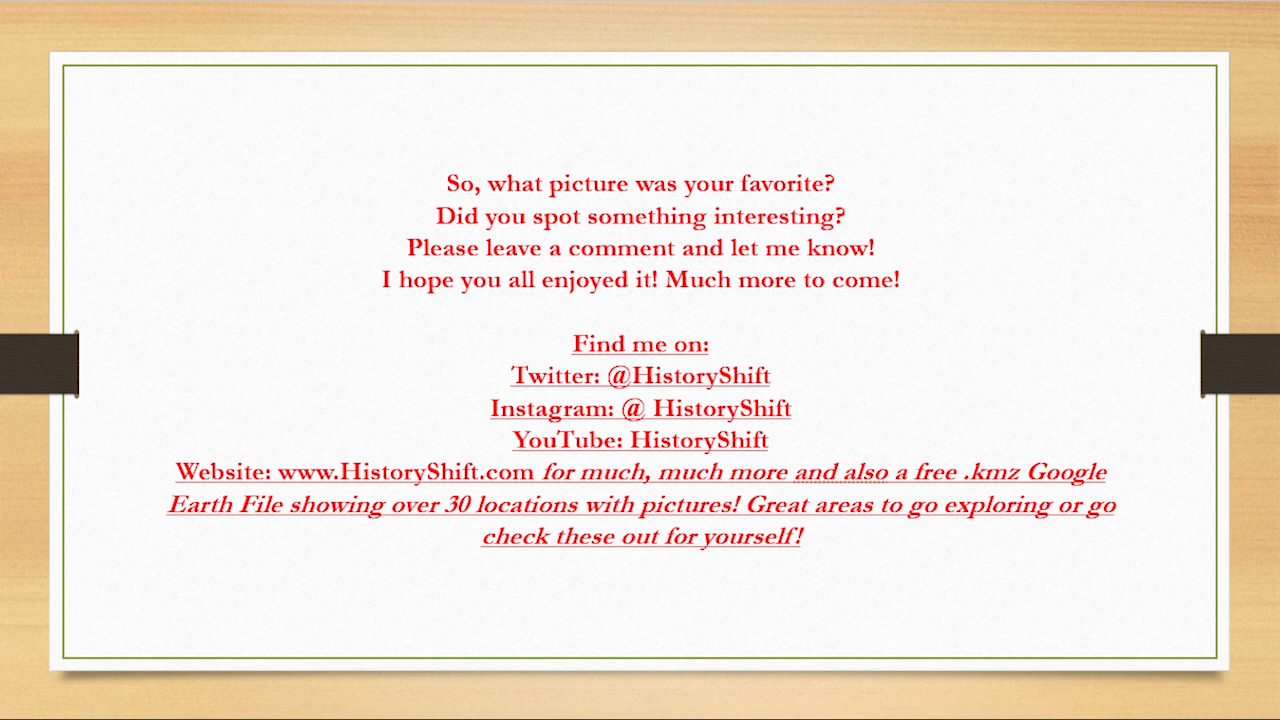 So, what picture was your favorite?
Did you spot something interesting?
Please leave a comment and let me know!
I hope you all enjoyed it! Much more to come!
Find me on:
Twitter: @HistoryShift
Instagram: @ HistoryShift
YouTube: HistoryShift
Website: www.HistoryShift.com for much, much more and also a free .kmz Google
Earth File showing over 30 locations with pictures! Great areas to go exploring or go
check these out for yourself!